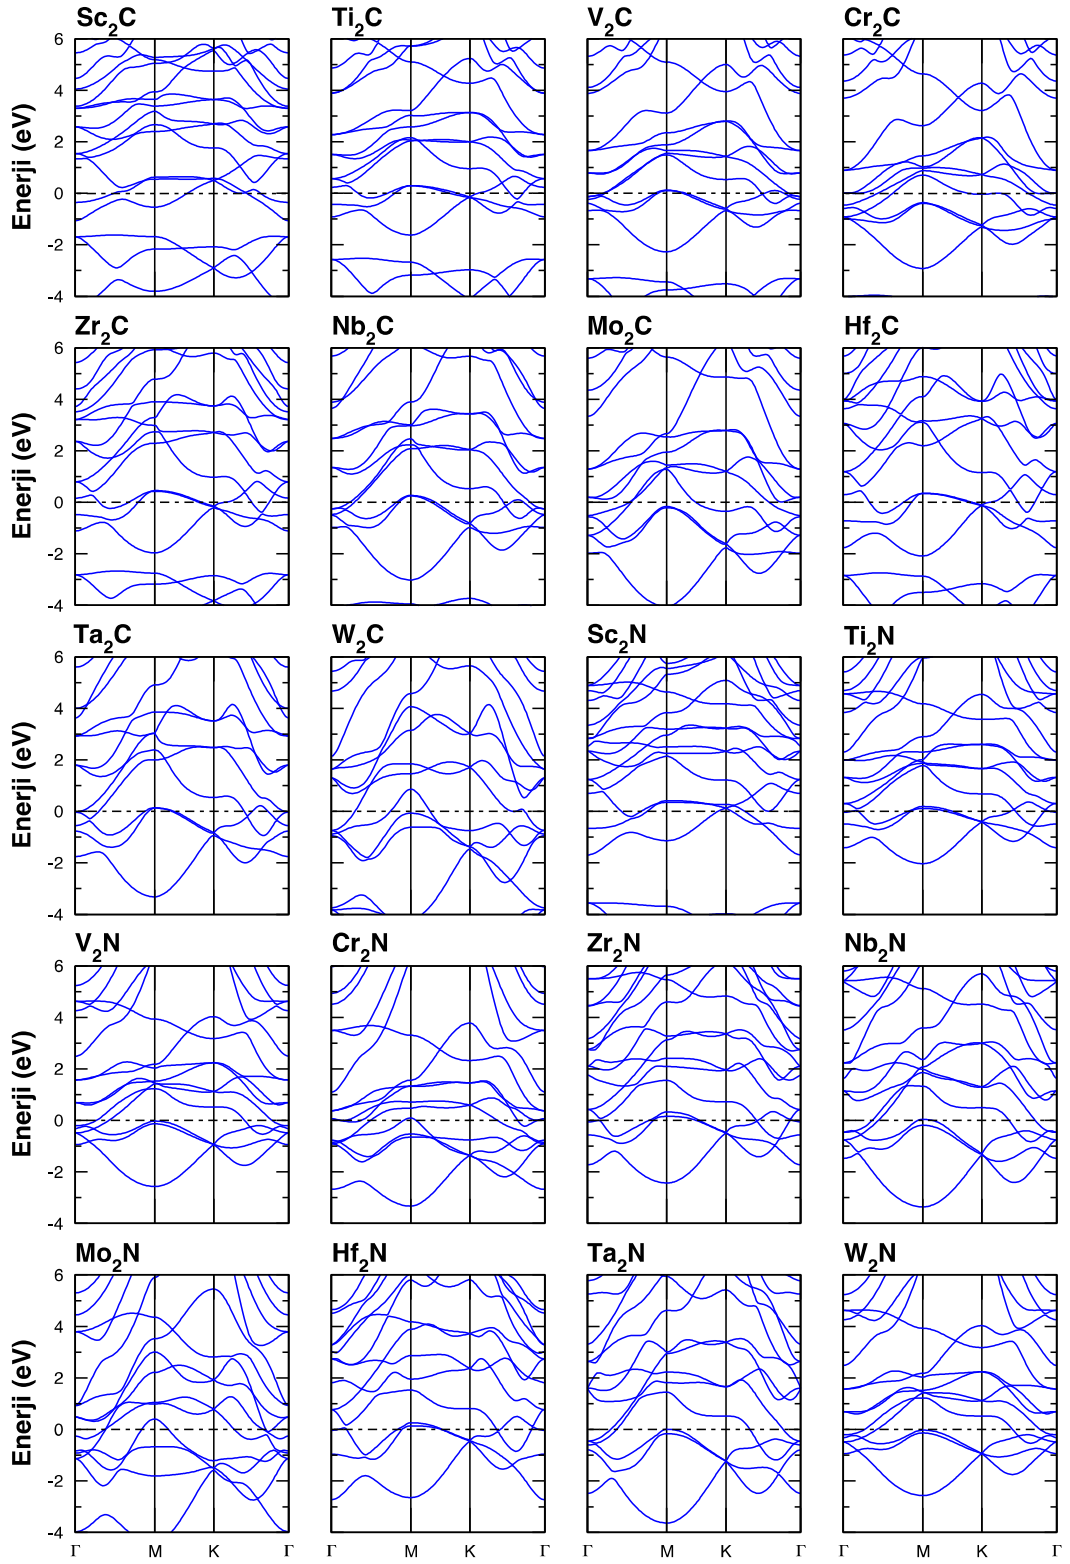 Sc₂C Ti₂C V₂C Cr₂C
6
4
2
0
-2
-4
Enerji (eV)
Zr₂C Nb₂C Mo₂C Hf₂C
6
4
2
0
-2
-4
Enerji (eV)
Ta₂C W₂C Sc₂N Ti₂N
6
4
2
0
-2
-4
Enerji (eV)
V₂N Cr₂N Zr₂N Nb₂N
6
4
2
0
-2
-4
Enerji (eV)
Mo₂N Hf₂N Ta₂N W₂N
6
4
2
0
-2
-4
Enerji (eV)
Γ M K Γ Γ M K Γ Γ M K Γ Γ M K Γ